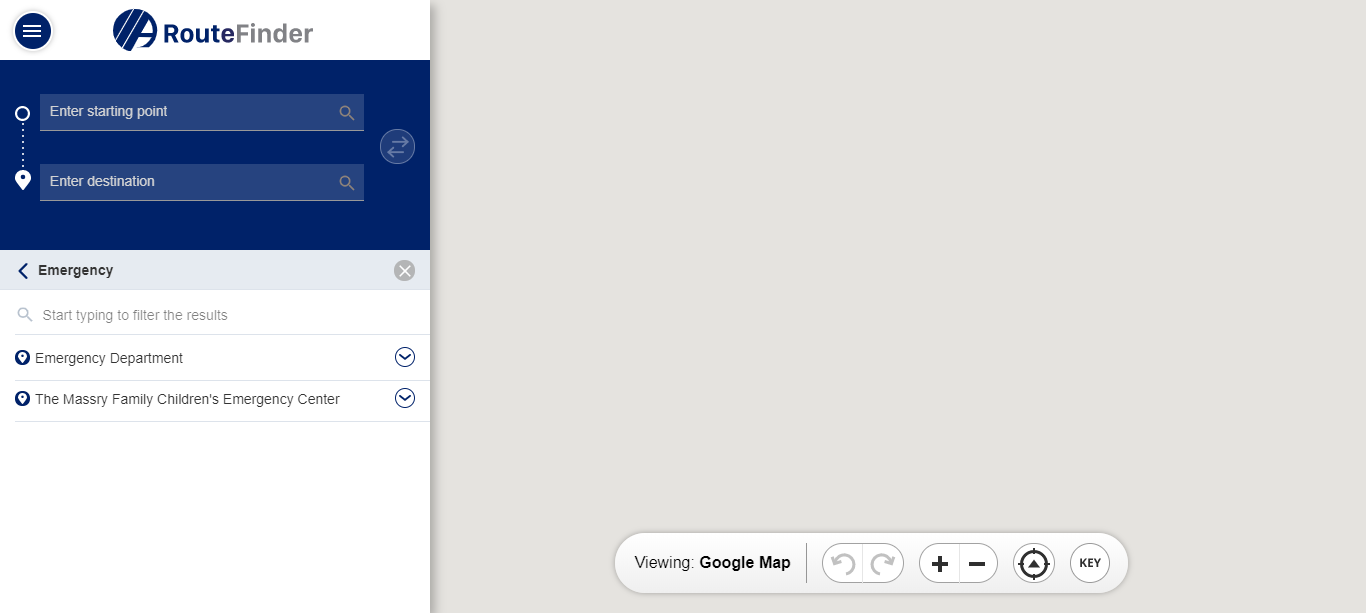 RouteFinder
Enter starting point
Enter destination
Emergency
Start typing to filter the results
Emergency Department
The Massry Family Children's Emergency Center
Viewing: Google Map
KEY